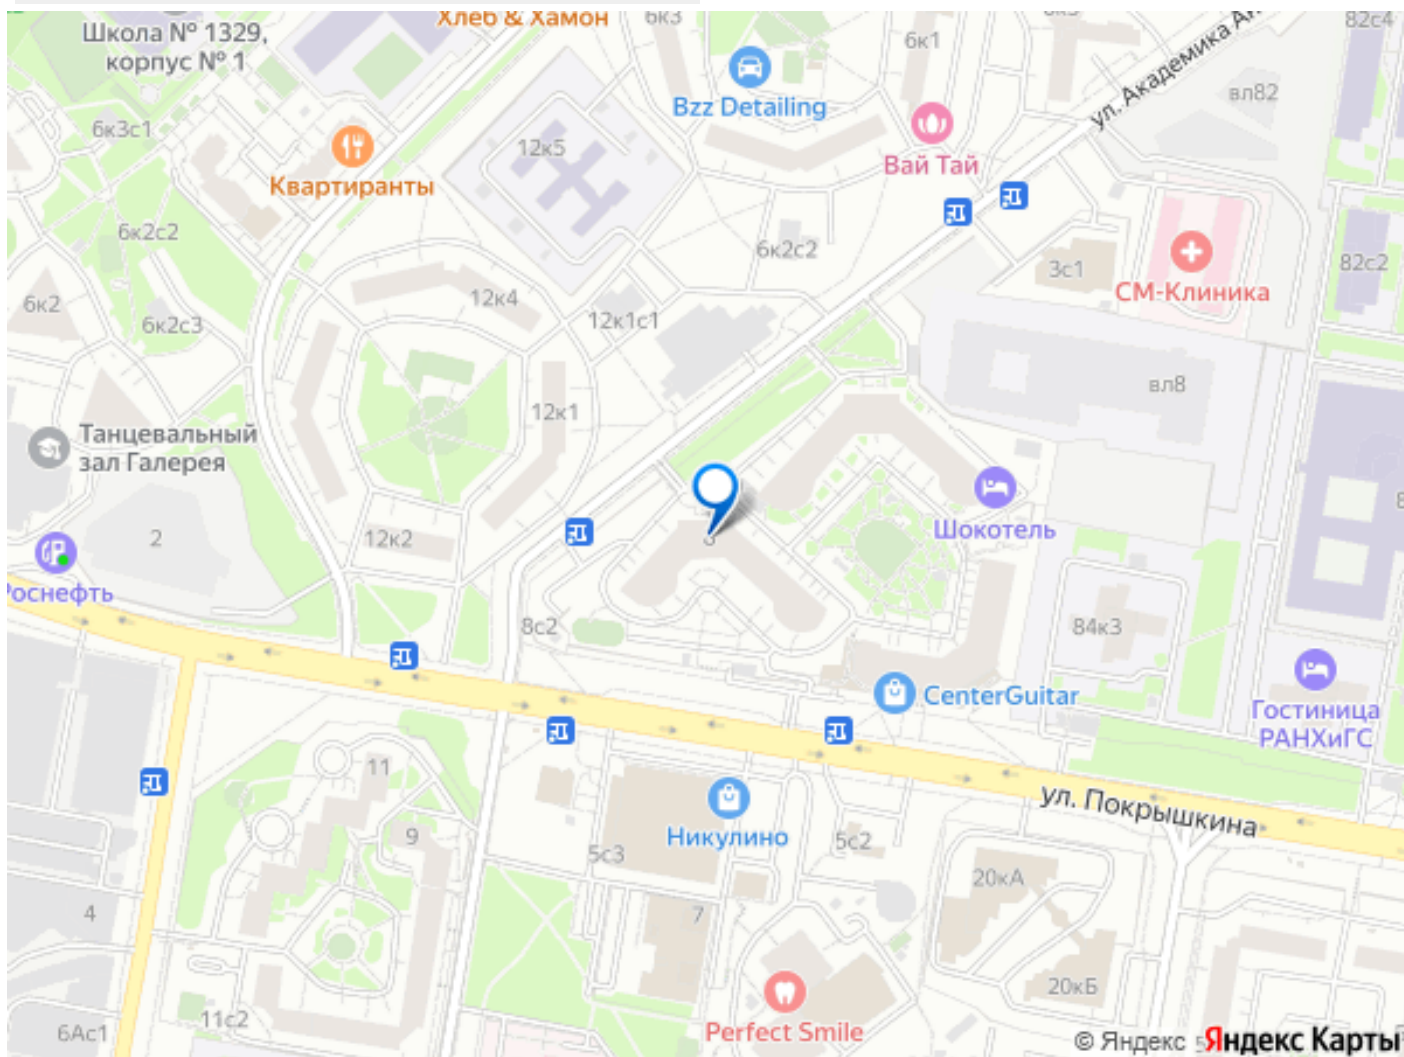 Хлеб & Хамон
6к3
82с4
Школа № 1329,
корпус № 1
6к1
ул. Академика Ан
вл82
Bzz Detailing
6к3с1
12к5
Вай Тай
Квартиранты
6к2с2
6к2с2
3с1
82с2
СМ-Клиника
6к2
12к4
6к2с3
12к1с1
вл8
12к1
Танцевальный
зал Галерея
Шокотель
2
12к2
Роснефть
8с2
84к3
CenterGuitar
Гостиница
РАНХиГС
11
ул. Покрышкина
Никулино
9
5с3
5с2
20кА
4
7
20кБ
11с2
6Ас1
Perfect Smile
© Яндекс
Яндекс Карты